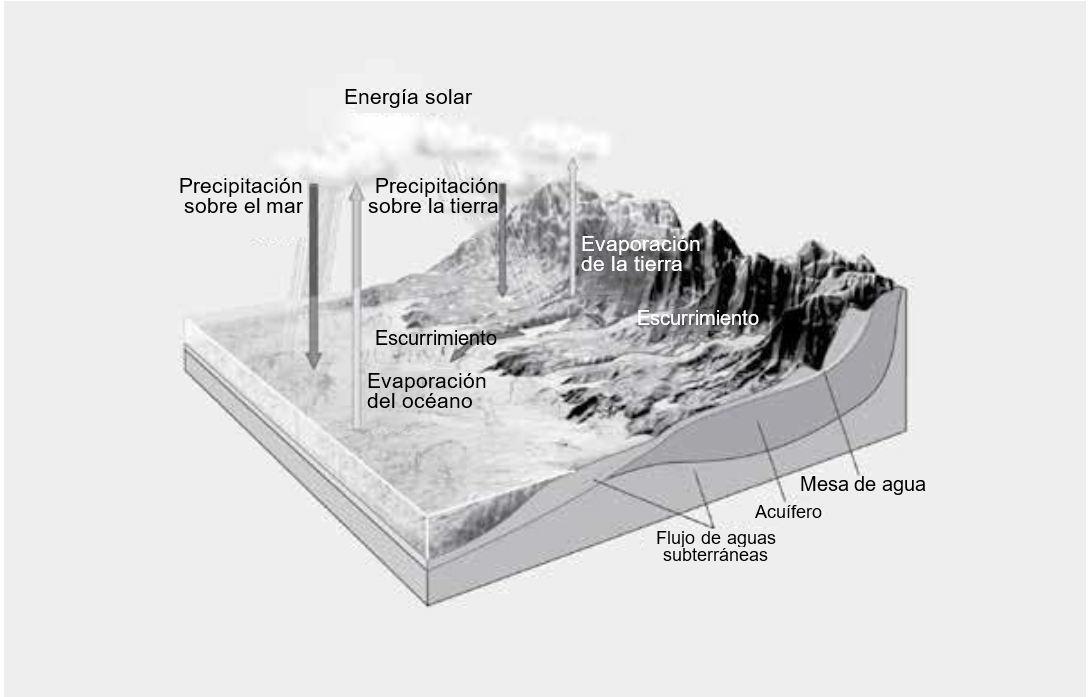 Energía solar
Precipitación
sobre el mar
Precipitación
sobre la tierra
Evaporación
de la tierra
Escurrimiento
Escurrimiento
Evaporación
del océano
Mesa de agua
Acuífero
Flujo de aguas
subterráneas